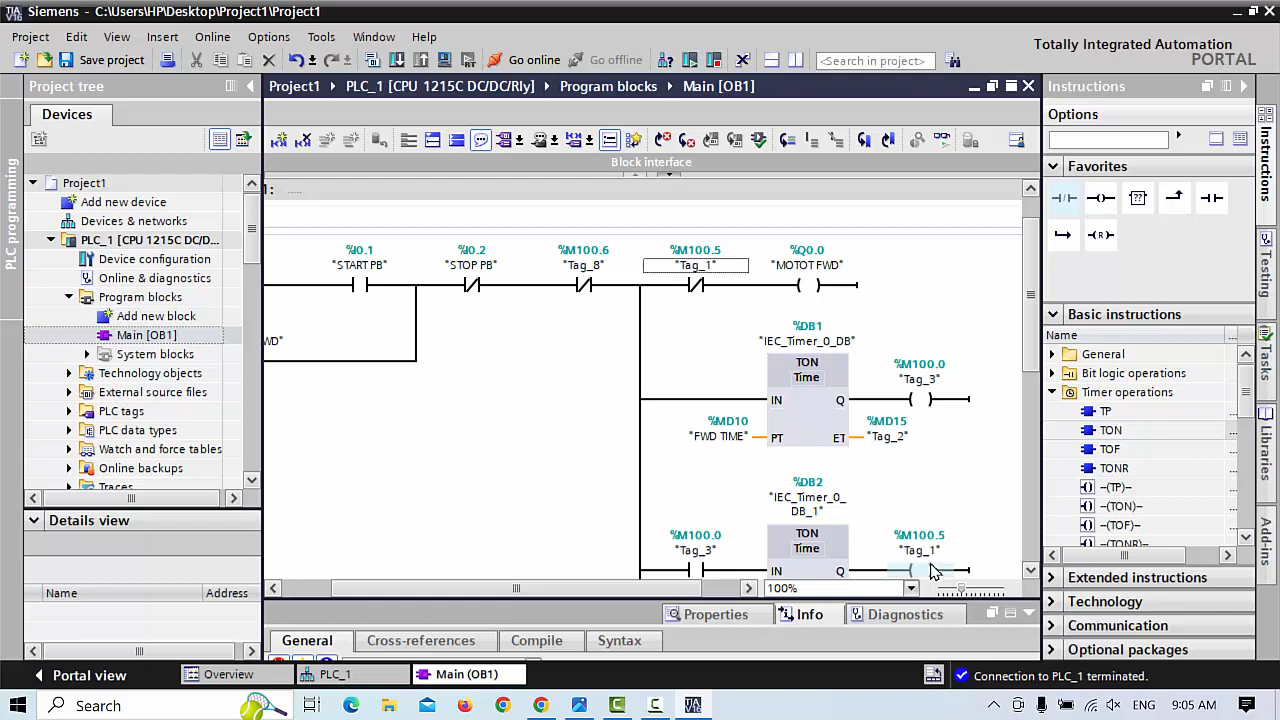 Siemens - C:\Users\HP\Desktop\Project1\Project1
TIA
V16
Project Edit View Insert Online Options Tools Window Help
Totally Integrated Automation
PORTAL
Save project
Go online
Go offline
<Search in project>
Project tree
Project1 PLC_1 [CPU 1215C DC/DC/Rly] Program blocks Main [OB1]
Instructions
Devices
Options
Block interface
Favorites
PLC programming
Project1
Add new device
Devices & networks
PLC_1 [CPU 1215C DC/D...
Device configuration
Online & diagnostics
Program blocks
Add new block
Main [OB1]
System blocks
Technology objects
External source files
PLC tags
PLC data types
Watch and force tables
Online backups
Traces
Details view
Name Address
1: .....
%I0.1
"START PB"
%I0.2
"STOP PB"
%M100.6
"Tag_8"
%M100.5
"Tag_1"
%Q0.0
"MOTOT FWD"
WD"
%DB1
"IEC_Timer_0_DB"
TON
Time
IN Q
%M100.0
"Tag_3"
%MD10
"FWD TIME"
PT ET
%MD15
"Tag_2"
%DB2
"IEC_Timer_0_
DB_1"
TON
Time
%M100.0
"Tag_3"
IN Q
%M100.5
"Tag_1"
100%
Basic instructions
Name ...
General
Bit logic operations
Timer operations
TP
TON ...
TOF ...
TONR ...
-(TP)- ...
-(TON)- ...
-(TOF)- ...
-(TONR)- ...
Extended instructions
Technology
Communication
Optional packages
Instructions
Testing
Tasks
Libraries
Add-ins
Properties Info Diagnostics
General Cross-references Compile Syntax
Portal view Overview PLC_1 Main (OB1)
Connection to PLC_1 terminated.
Search
ENG 9:05 AM